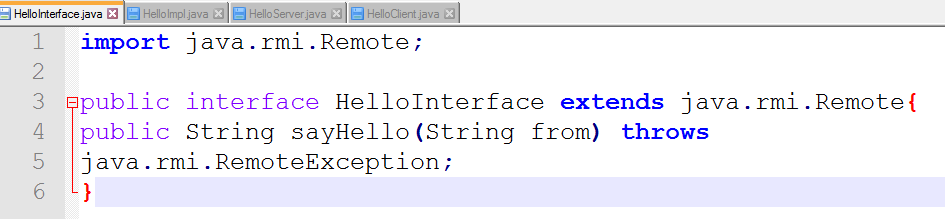 HelloInterface.java HelloImpl.java HelloServer.java HelloClient.java
1 import java.rmi.Remote;
2
3 public interface HelloInterface extends java.rmi.Remote{
4 public String sayHello(String from) throws
5 java.rmi.RemoteException;
6 }